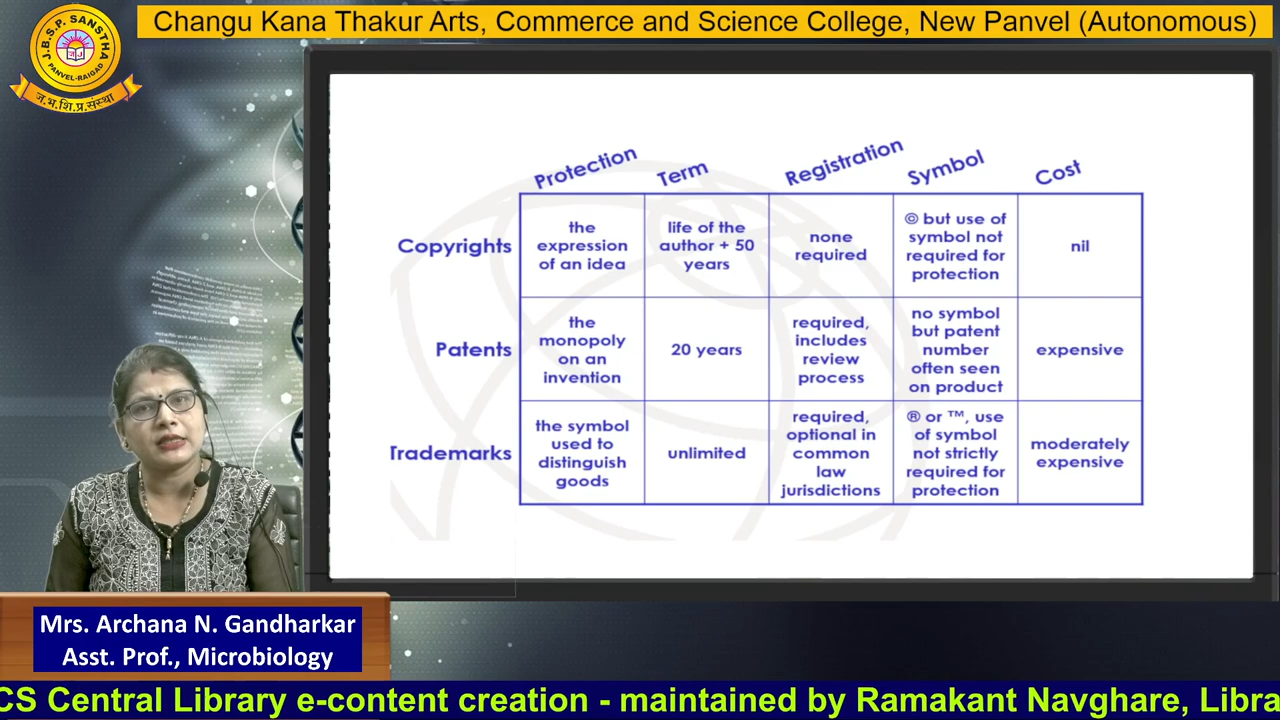 Changu Kana Thakur Arts, Commerce and Science College, New Panvel (Autonomous)
J.B.S.P. SANSTHA
PANVEL-RAIGAD
ज.भ.शि.प्र.संस्था
Protection Term Registration Symbol Cost
Copyrights
the
expression
of an idea
life of the
author + 50
years
none
required
© but use of
symbol not
required for
protection
nil
Patents
the
monopoly
on an
invention
20 years
required,
includes
review
process
no symbol
but patent
number
often seen
on product
expensive
Trademarks
the symbol
used to
distinguish
goods
unlimited
required,
optional in
common
law
jurisdictions
® or ™, use
of symbol
not strictly
required for
protection
moderately
expensive
Mrs. Archana N. Gandharkar
Asst. Prof., Microbiology
CS Central Library e-content creation - maintained by Ramakant Navghare, Libra